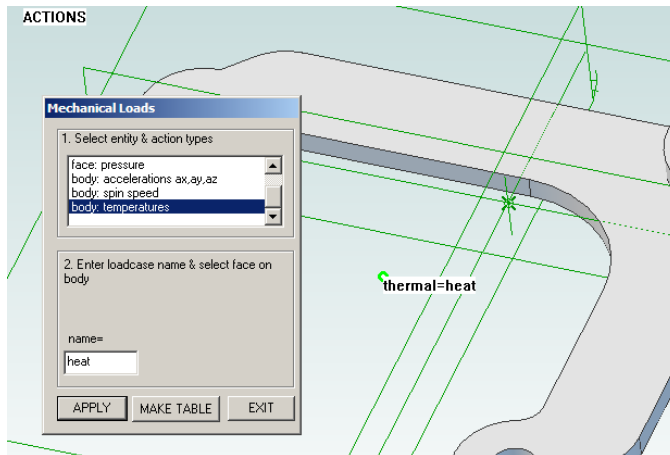 ACTIONS
Mechanical Loads
1. Select entity & action types
face: pressure
body: accelerations ax,ay,az
body: spin speed
body: temperatures
2. Enter loadcase name & select face on
body
name=
heat
APPLY
MAKE TABLE
EXIT
thermal=heat